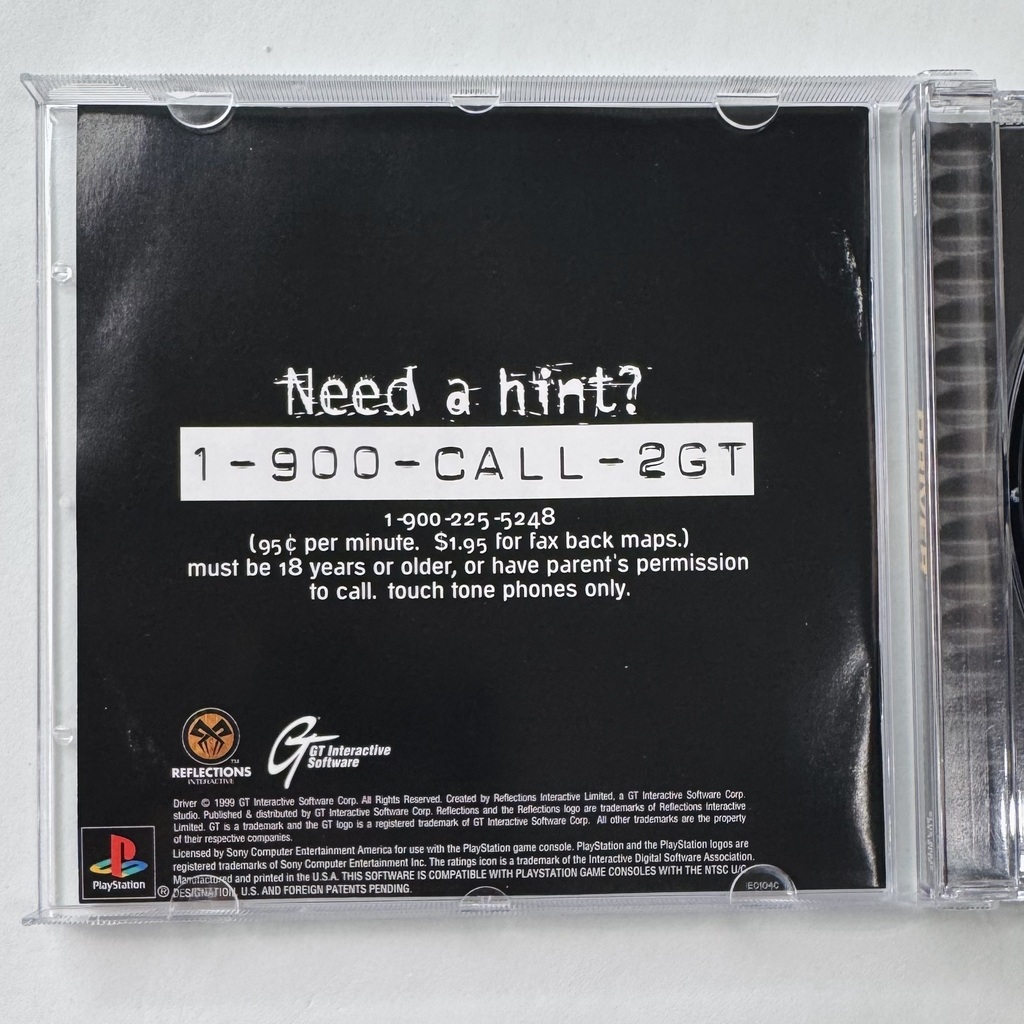 Need a hint?
1-900-CALL-2GT
1-900-225-5248
(95¢ per minute. $1.95 for fax back maps.)
must be 18 years or older, or have parent's permission
to call. touch tone phones only.
REFLECTIONS™
INTERACTIVE
GT GT Interactive
Software
Driver © 1999 GT Interactive Software Corp. All Rights Reserved. Created by Reflections Interactive Limited, a GT Interactive Software Corp.
studio. Published & distributed by GT Interactive Software Corp. Reflections and the Reflections logo are trademarks of Reflections Interactive
Limited. GT is a trademark and the GT logo is a registered trademark of GT Interactive Software Corp. All other trademarks are the property
of their respective companies.
Licensed by Sony Computer Entertainment America for use with the PlayStation game console. PlayStation and the PlayStation logos are
registered trademarks of Sony Computer Entertainment Inc. The ratings icon is a trademark of the Interactive Digital Software Association.
Manufactured and printed in the U.S.A. THIS SOFTWARE IS COMPATIBLE WITH PLAYSTATION GAME CONSOLES WITH THE NTSC U/C
DESIGNATION. U.S. AND FOREIGN PATENTS PENDING.
PlayStation
®
IE0104C
DRIVER